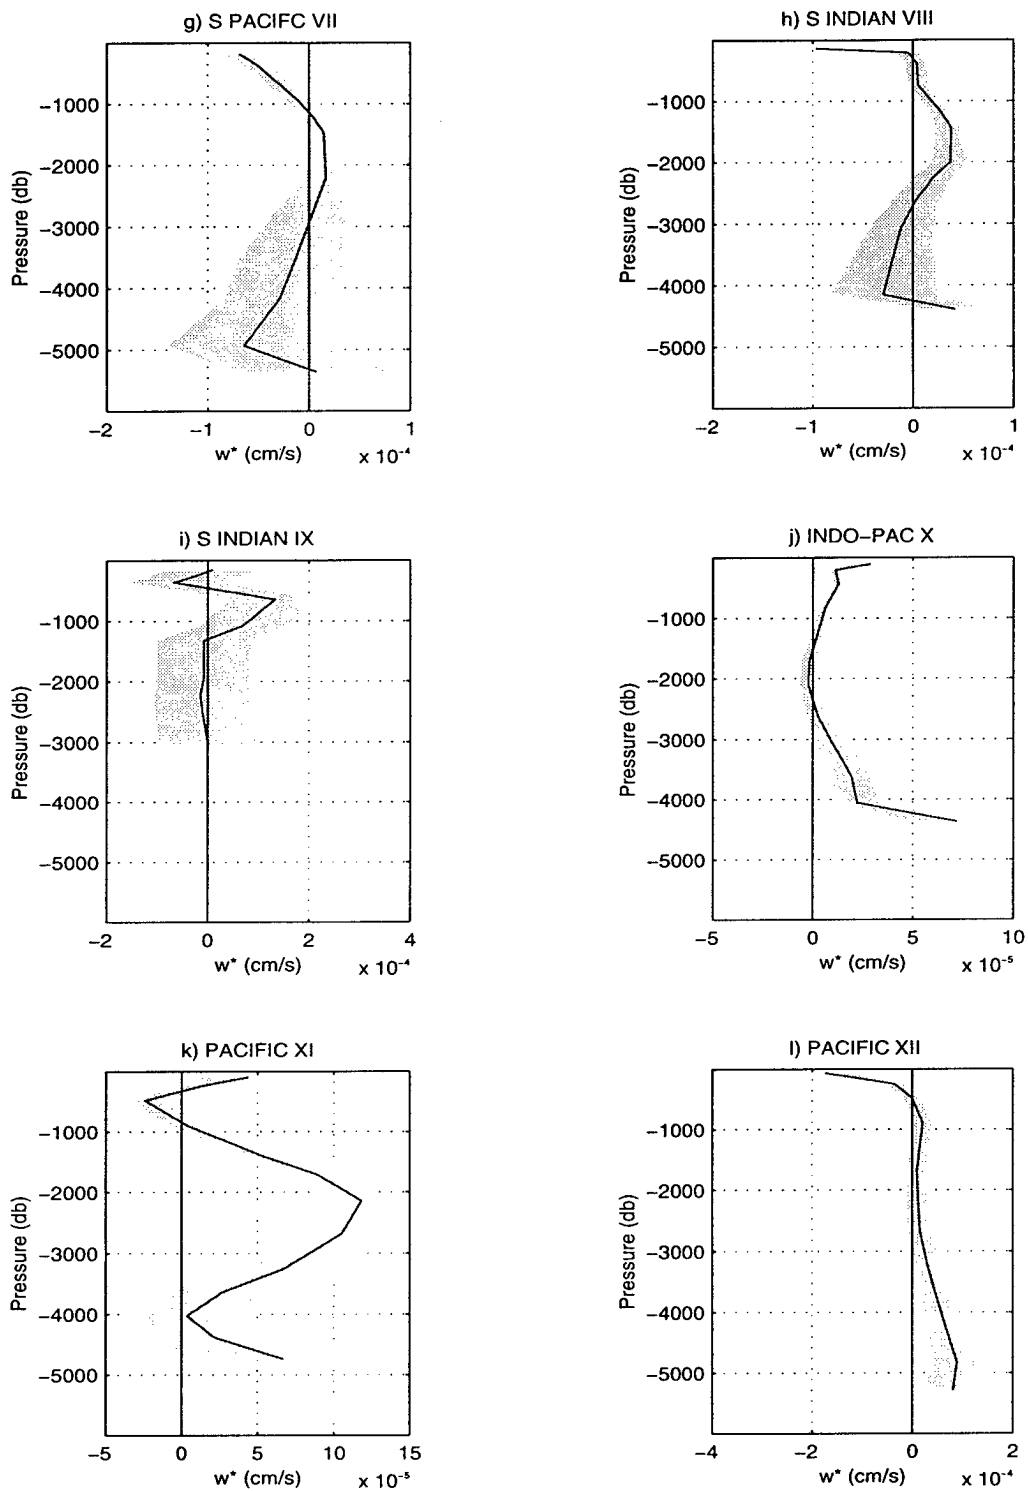 g) S PACIFC VII
−1000
−2000
−3000
−4000
−5000
Pressure (db)
−2 −1 0 1
w* (cm/s) x 10⁻⁴
h) S INDIAN VIII
−1000
−2000
−3000
−4000
−5000
Pressure (db)
−2 −1 0 1
w* (cm/s) x 10⁻⁴
i) S INDIAN IX
−1000
−2000
−3000
−4000
−5000
Pressure (db)
−2 0 2 4
w* (cm/s) x 10⁻⁴
j) INDO−PAC X
−1000
−2000
−3000
−4000
−5000
Pressure (db)
−5 0 5 10
w* (cm/s) x 10⁻⁵
k) PACIFIC XI
−1000
−2000
−3000
−4000
−5000
Pressure (db)
−5 0 5 10 15
w* (cm/s) x 10⁻⁵
l) PACIFIC XII
−1000
−2000
−3000
−4000
−5000
Pressure (db)
−4 −2 0 2
w* (cm/s) x 10⁻⁴